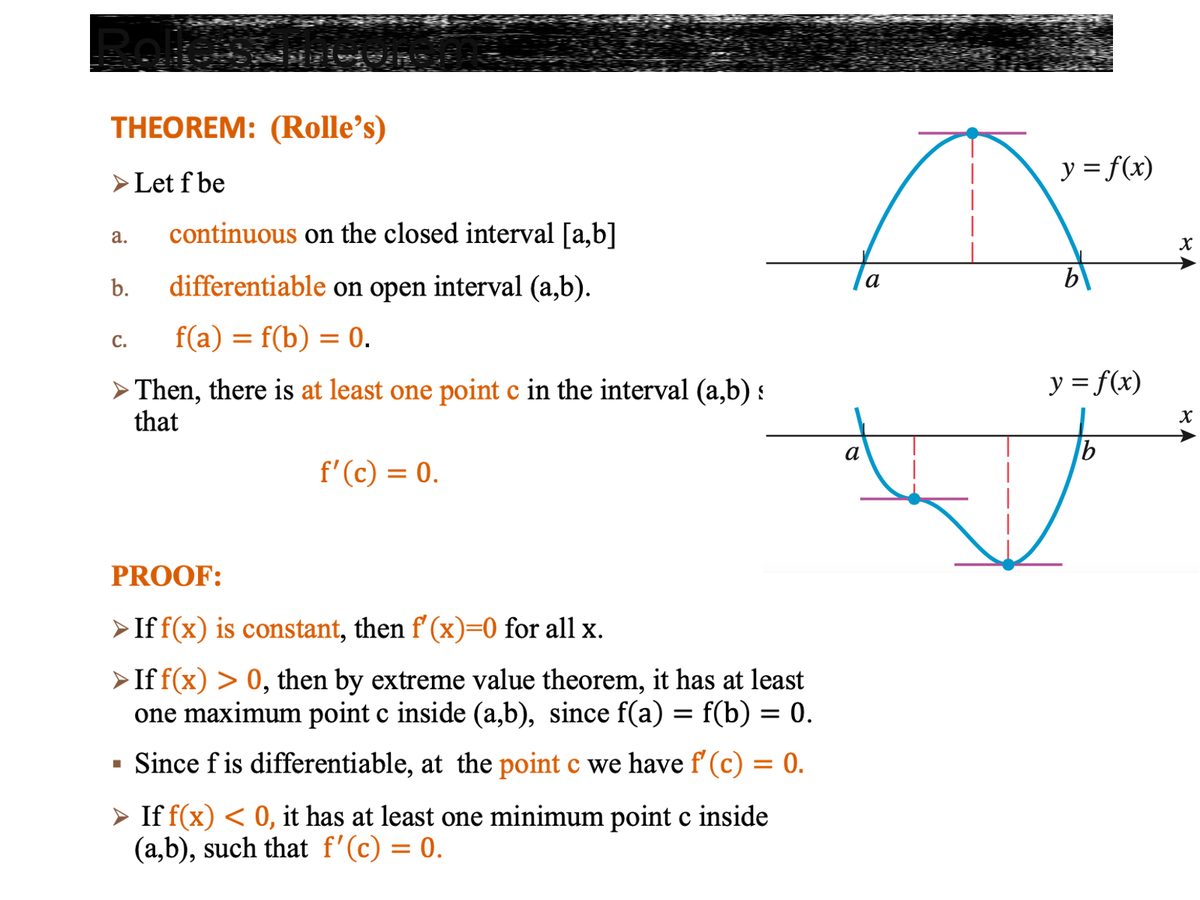 Rolle's Theorem
THEOREM: (Rolle’s)
➢ Let f be
a. continuous on the closed interval [a,b]
b. differentiable on open interval (a,b).
c. f(a) = f(b) = 0.
➢ Then, there is at least one point c in the interval (a,b) s
that
f′(c) = 0.
y = f(x)
x
a
b
y = f(x)
x
a
b
PROOF:
➢ If f(x) is constant, then f′(x)=0 for all x.
➢ If f(x) > 0, then by extreme value theorem, it has at least
one maximum point c inside (a,b), since f(a) = f(b) = 0.
▪ Since f is differentiable, at the point c we have f′(c) = 0.
➢ If f(x) < 0, it has at least one minimum point c inside
(a,b), such that f′(c) = 0.